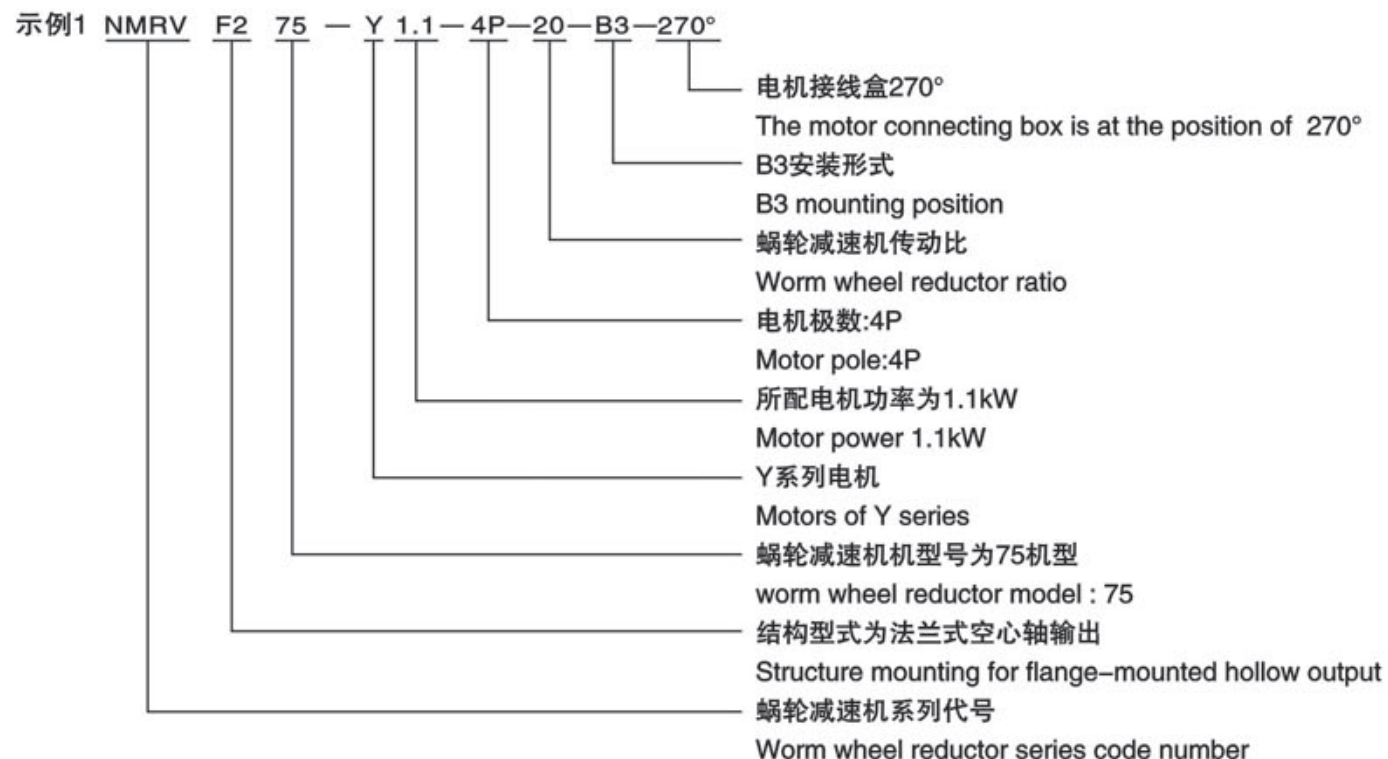 示例1 NMRV F2 75 — Y 1.1—4P—20—B3—270°
电机接线盒270°
The motor connecting box is at the position of 270°
B3安装形式
B3 mounting position
蜗轮减速机传动比
Worm wheel reductor ratio
电机极数:4P
Motor pole:4P
所配电机功率为1.1kW
Motor power 1.1kW
Y系列电机
Motors of Y series
蜗轮减速机机型号为75机型
worm wheel reductor model : 75
结构型式为法兰式空心轴输出
Structure mounting for flange–mounted hollow output
蜗轮减速机系列代号
Worm wheel reductor series code number